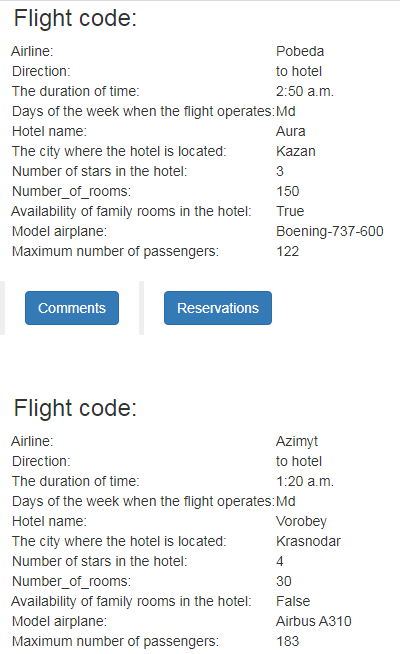 Flight code:
Airline: Pobeda
Direction: to hotel
The duration of time: 2:50 a.m.
Days of the week when the flight operates: Md
Hotel name: Aura
The city where the hotel is located: Kazan
Number of stars in the hotel: 3
Number_of_rooms: 150
Availability of family rooms in the hotel: True
Model airplane: Boening-737-600
Maximum number of passengers: 122
Comments Reservations
Flight code:
Airline: Azimyt
Direction: to hotel
The duration of time: 1:20 a.m.
Days of the week when the flight operates: Md
Hotel name: Vorobey
The city where the hotel is located: Krasnodar
Number of stars in the hotel: 4
Number_of_rooms: 30
Availability of family rooms in the hotel: False
Model airplane: Airbus A310
Maximum number of passengers: 183